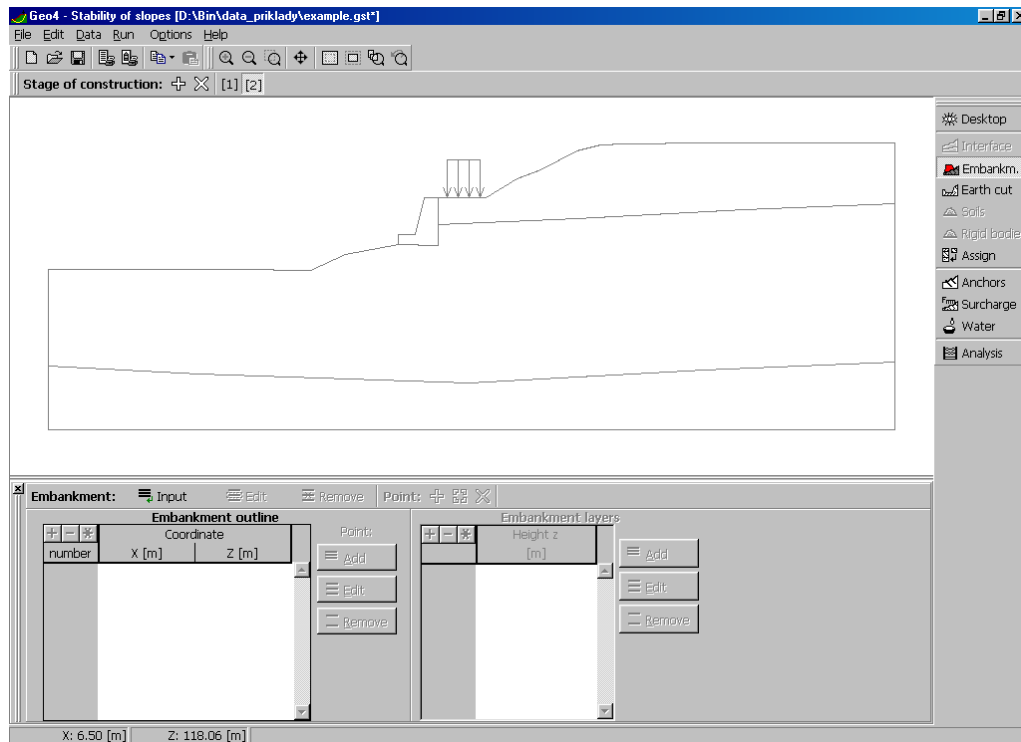 Geo4 - Stability of slopes [D:\Bin\data_priklady\example.gst*]
File Edit Data Run Options Help
Stage of construction: [1] [2]
Desktop
Interface
Embankm.
Earth cut
Soils
Rigid bodie
Assign
Anchors
Surcharge
Water
Analysis
Embankment: Input Edit Remove Point:
Embankment outline
number
Coordinate
X [m] Z [m]
Point:
Add
Edit
Remove
Embankment layers
Height z
[m]
Add
Edit
Remove
X: 6.50 [m] Z: 118.06 [m]